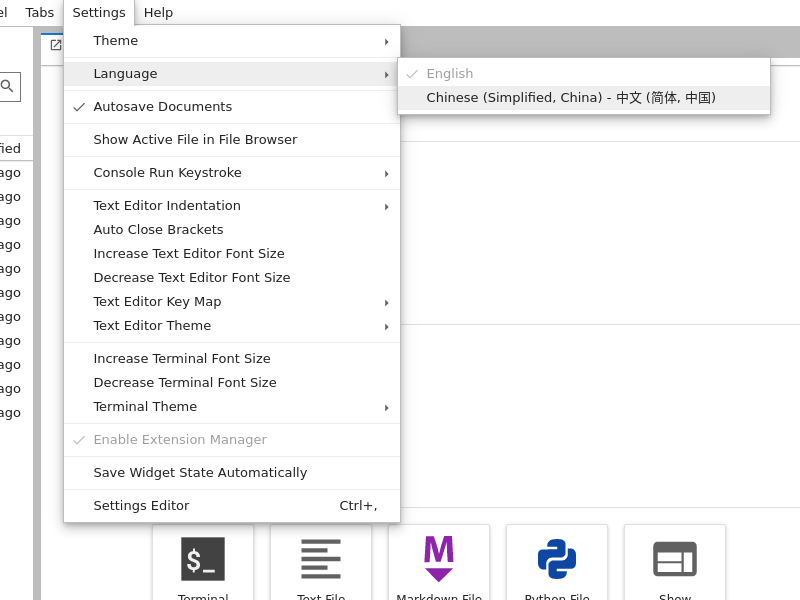 el Tabs Settings Help
Theme
Language
English
Chinese (Simplified, China) - 中文 (简体, 中国)
Autosave Documents
Show Active File in File Browser
Console Run Keystroke
Text Editor Indentation
Auto Close Brackets
Increase Text Editor Font Size
Decrease Text Editor Font Size
Text Editor Key Map
Text Editor Theme
Increase Terminal Font Size
Decrease Terminal Font Size
Terminal Theme
Enable Extension Manager
Save Widget State Automatically
Settings Editor Ctrl+,
fied
ago
ago
ago
ago
ago
ago
ago
ago
ago
ago
ago
$_
M
Terminal Text File Markdown File Python File Show